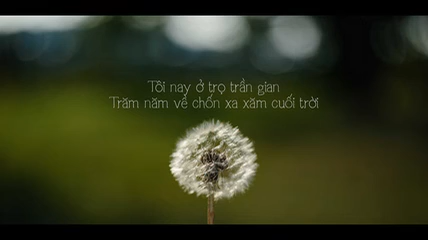 Tôi nay ở trọ trần gian
Trăm năm về chốn xa xăm cuối trời